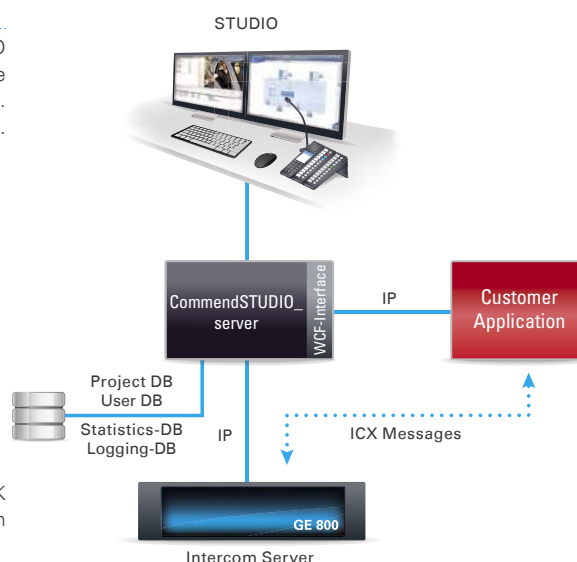 STUDIO
CommendSTUDIO_
server
WCF-Interface
IP
Customer
Application
Project DB
User DB
Statistics-DB
Logging-DB
IP
ICX Messages
GE 800
Intercom Server